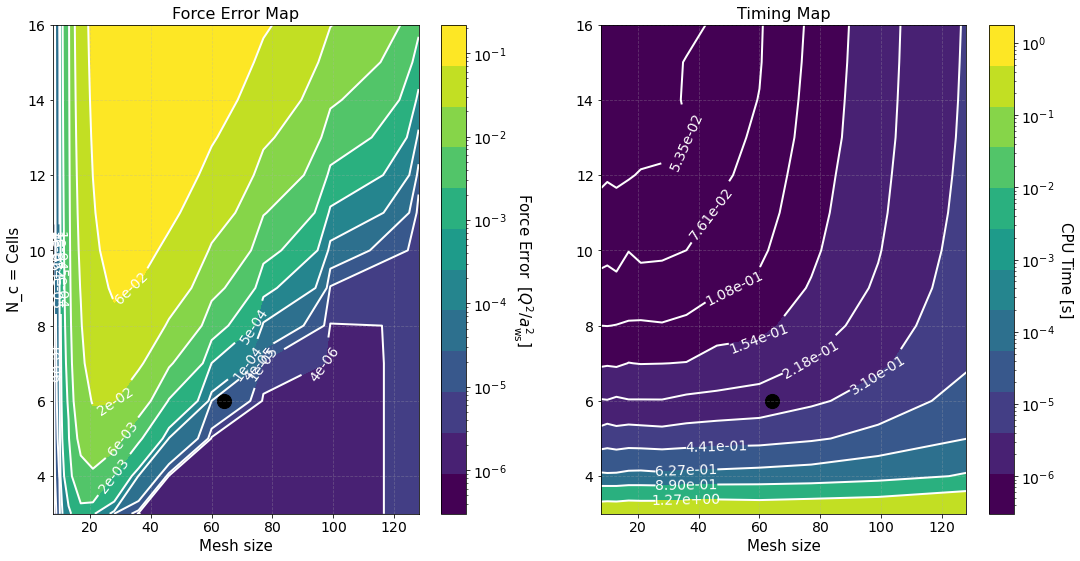 Force Error Map
16
14
12
10
8
6
4
N_c = Cells
20 40 60 80 100 120
Mesh size
6e-02
2e-02
6e-03
2e-03
5e-04
1e-04
4e-06
10⁻¹
10⁻²
10⁻³
10⁻⁴
10⁻⁵
10⁻⁶
Force Error [Q²/a²ws]
Timing Map
16
14
12
10
8
6
4
20 40 60 80 100 120
Mesh size
5.35e-02
7.61e-02
1.08e-01
1.54e-01
2.18e-01
3.10e-01
4.41e-01
6.27e-01
8.90e-01
1.27e+00
10⁰
10⁻¹
10⁻²
10⁻³
10⁻⁴
10⁻⁵
10⁻⁶
CPU Time [s]